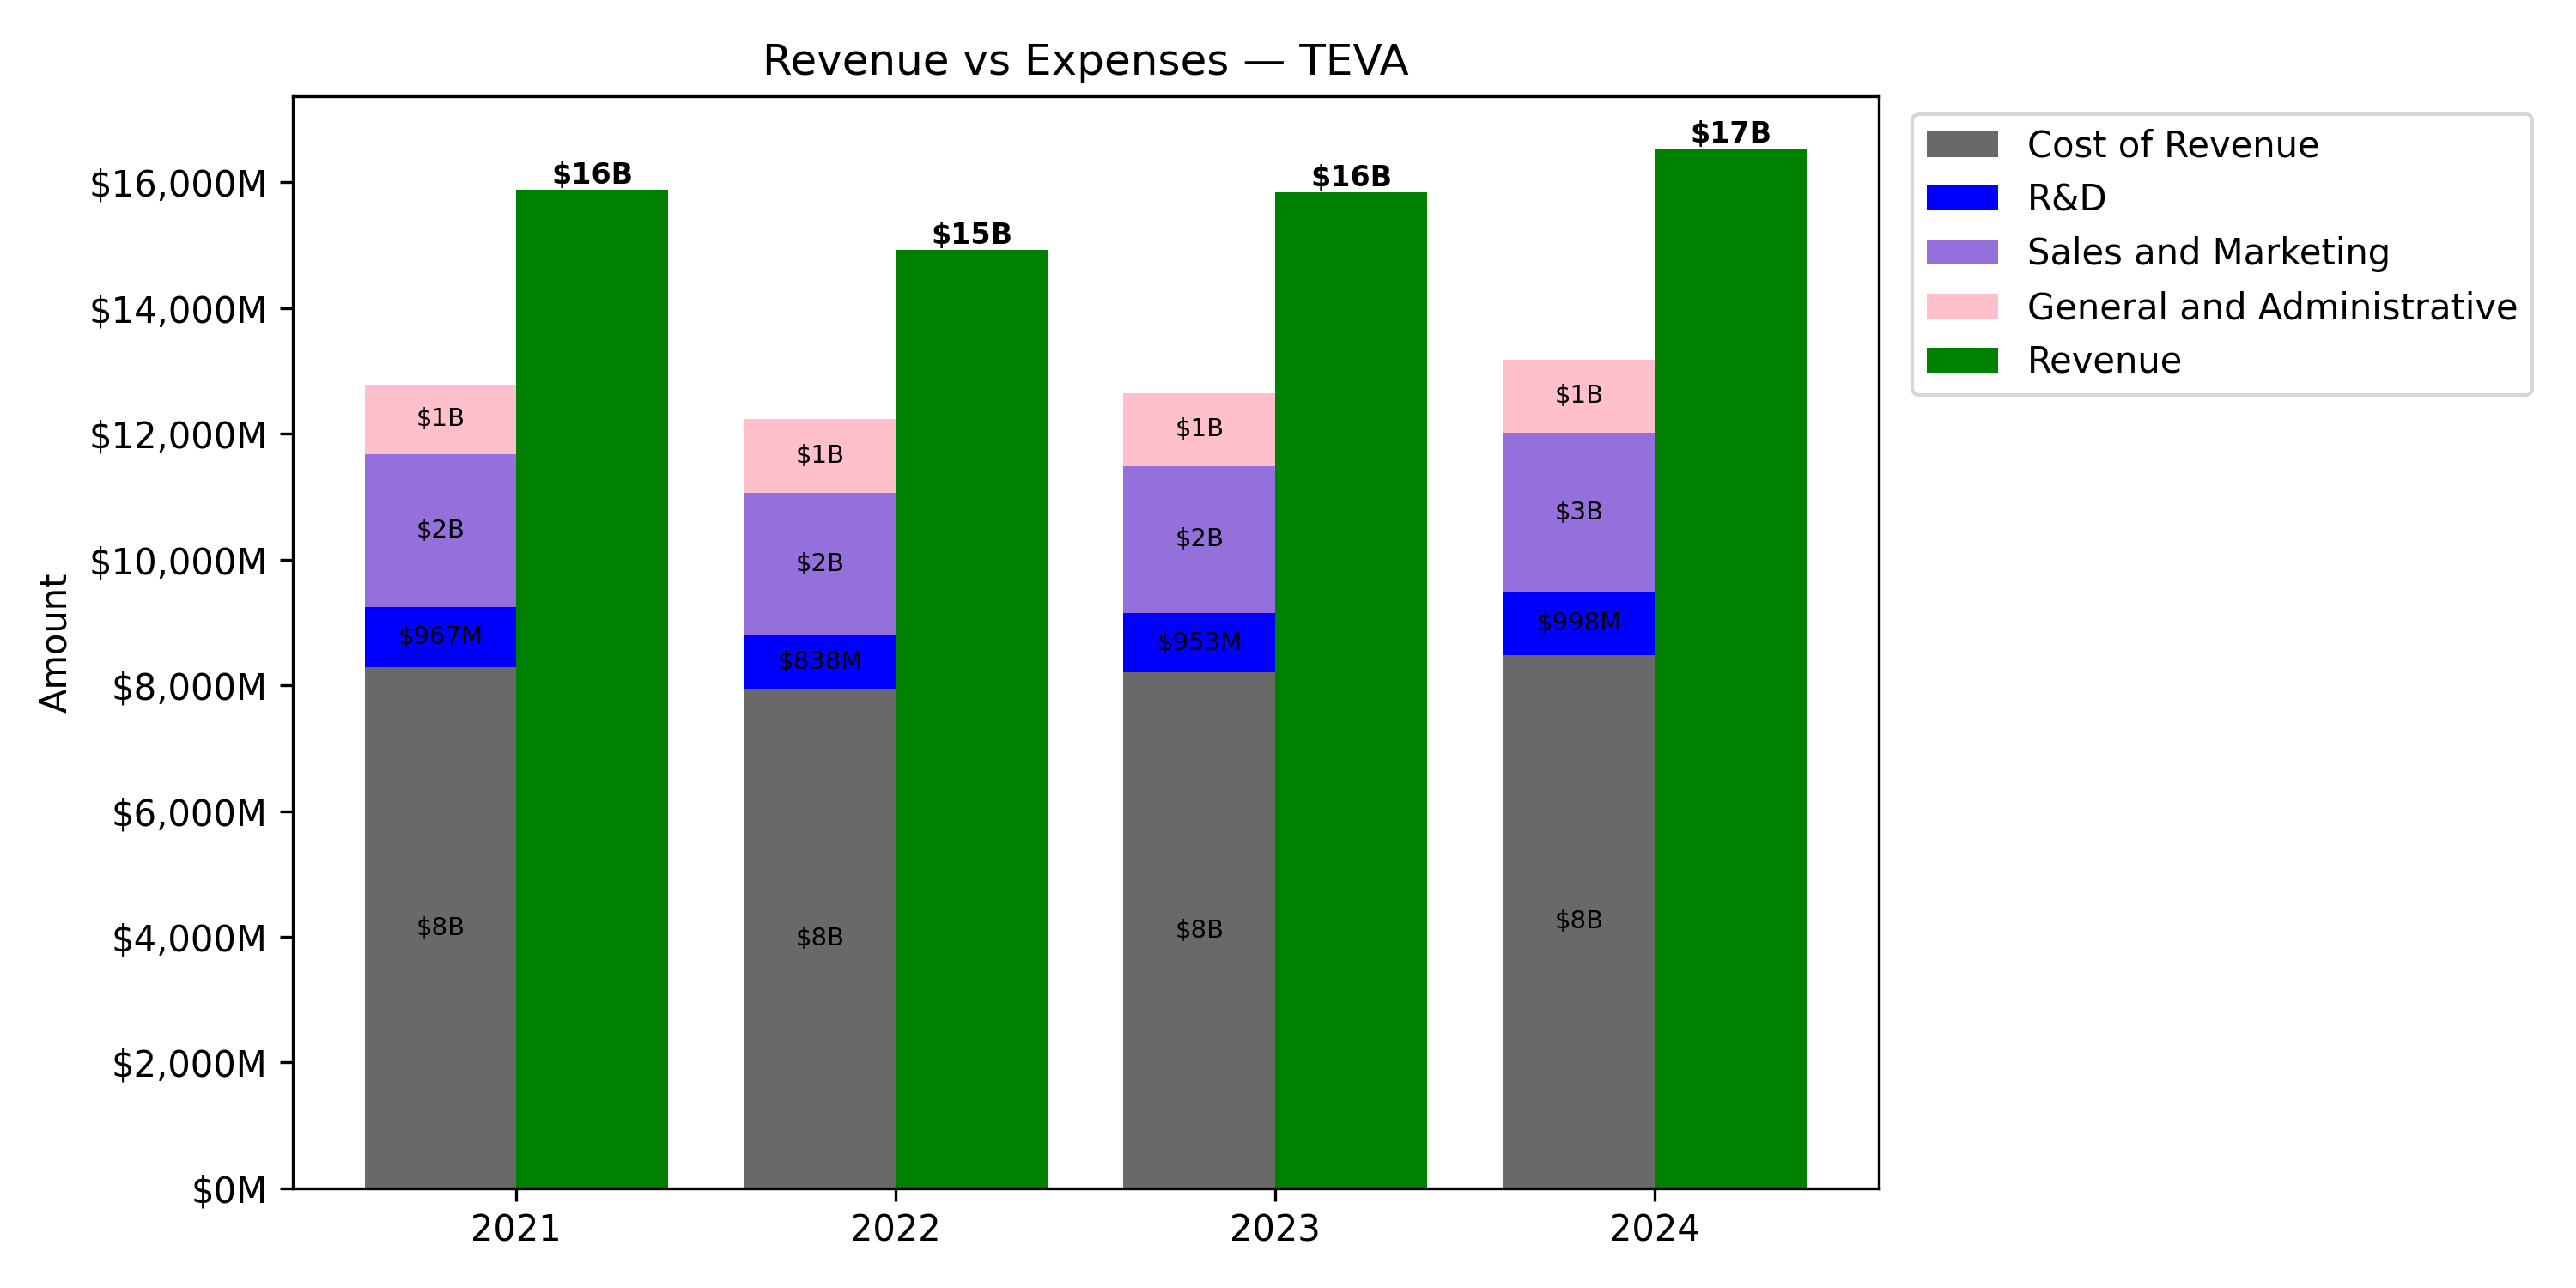 Revenue vs Expenses — TEVA
Amount
$16,000M
$14,000M
$12,000M
$10,000M
$8,000M
$6,000M
$4,000M
$2,000M
$0M
$16B
$1B
$2B
$967M
$8B
$15B
$1B
$2B
$838M
$8B
$16B
$1B
$2B
$953M
$8B
$17B
$1B
$3B
$998M
$8B
2021
2022
2023
2024
Cost of Revenue
R&D
Sales and Marketing
General and Administrative
Revenue